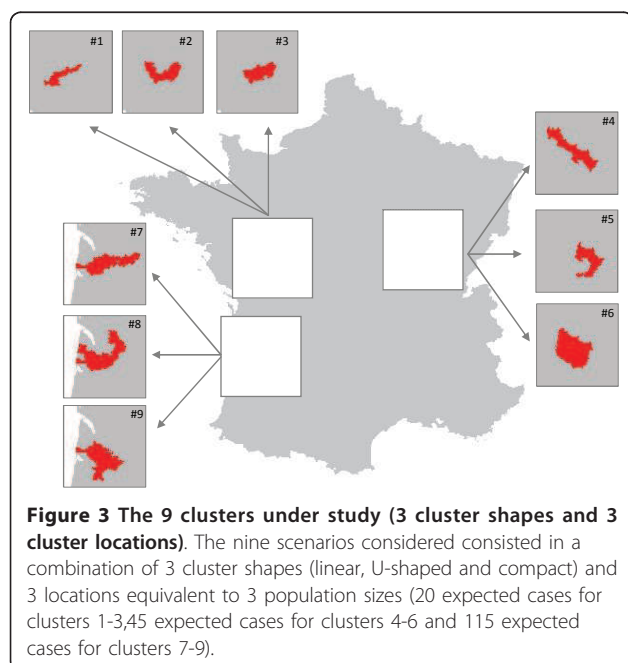 #1
#2
#3
#4
#5
#6
#7
#8
#9
Figure 3 The 9 clusters under study (3 cluster shapes and 3
cluster locations). The nine scenarios considered consisted in a
combination of 3 cluster shapes (linear, U-shaped and compact) and
3 locations equivalent to 3 population sizes (20 expected cases for
clusters 1-3,45 expected cases for clusters 4-6 and 115 expected
cases for clusters 7-9).